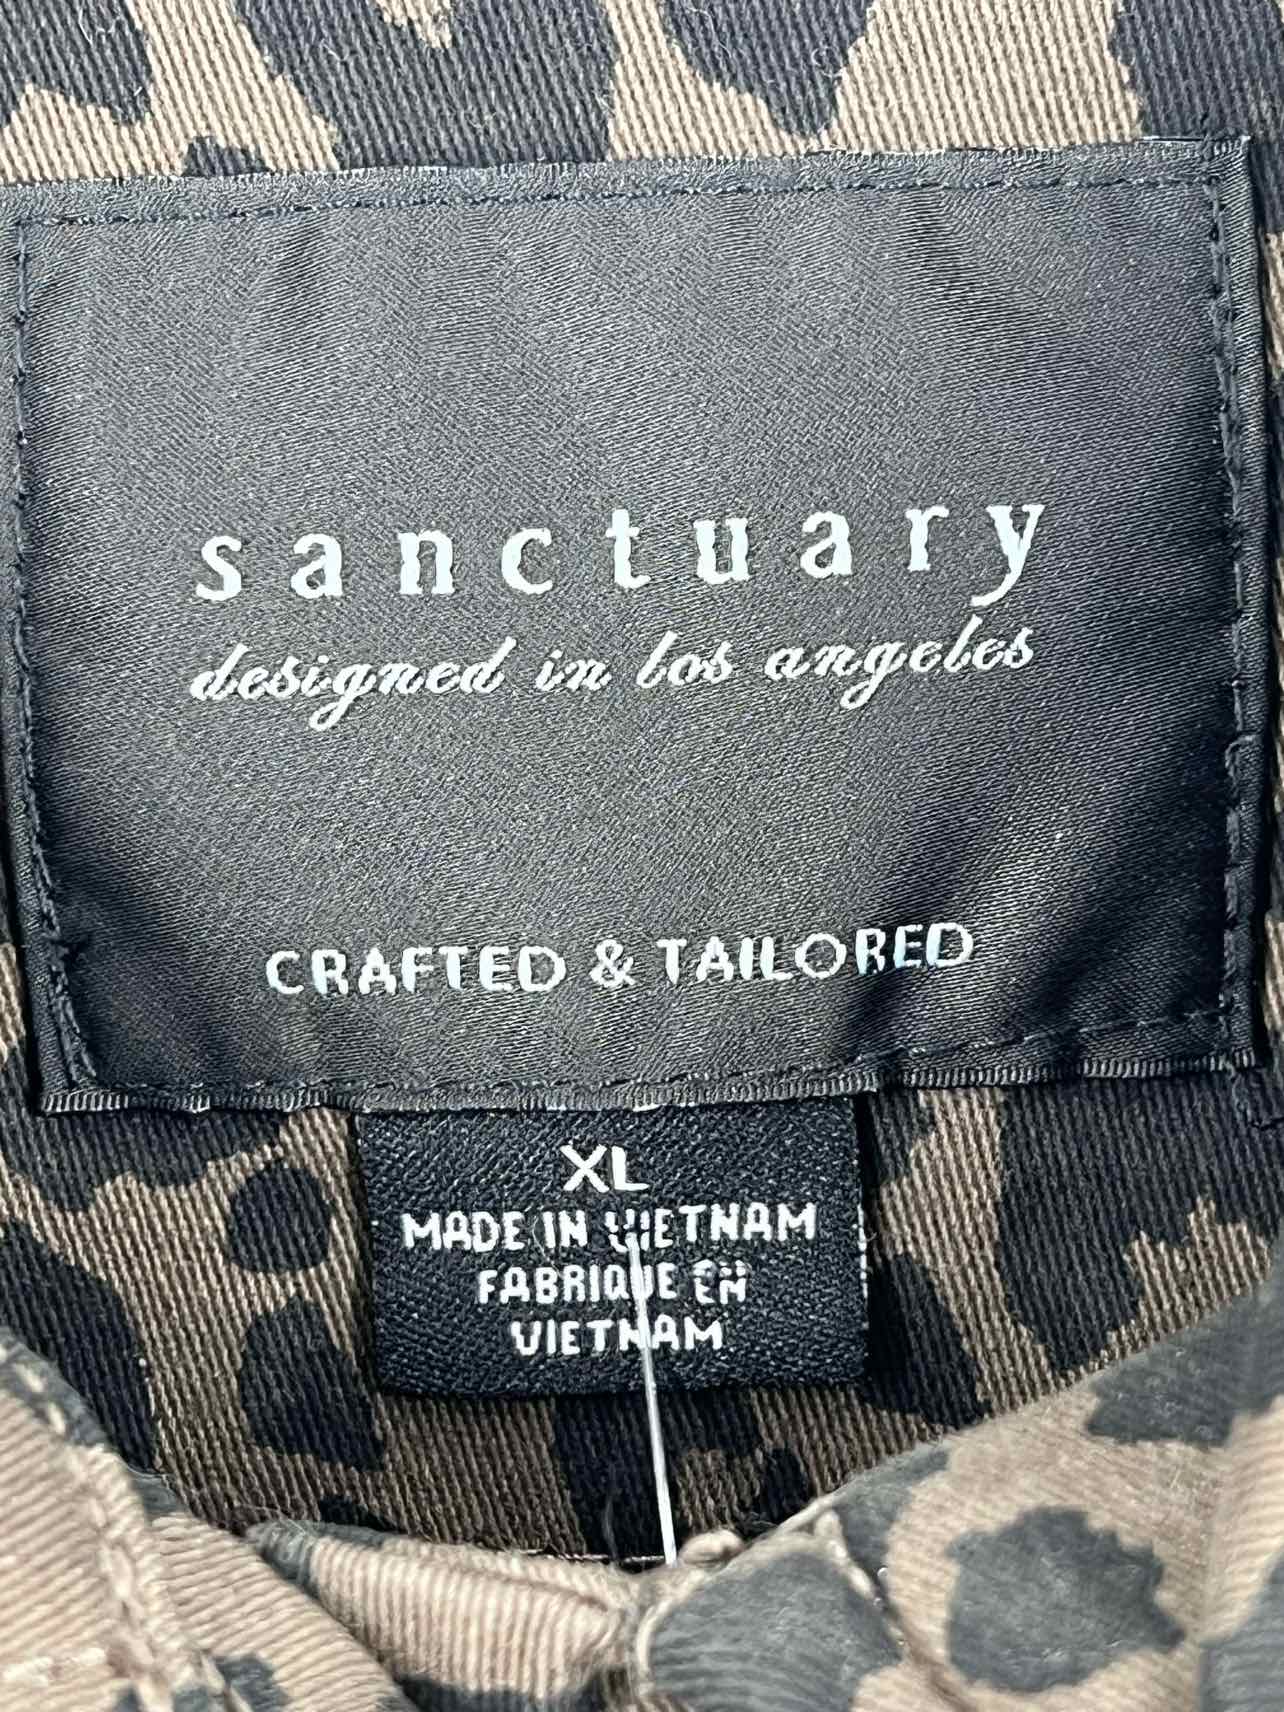 sanctuary
designed in los angeles
CRAFTED & TAILORED
XL
MADE IN VIETNAM
FABRIQUE EN
VIETNAM